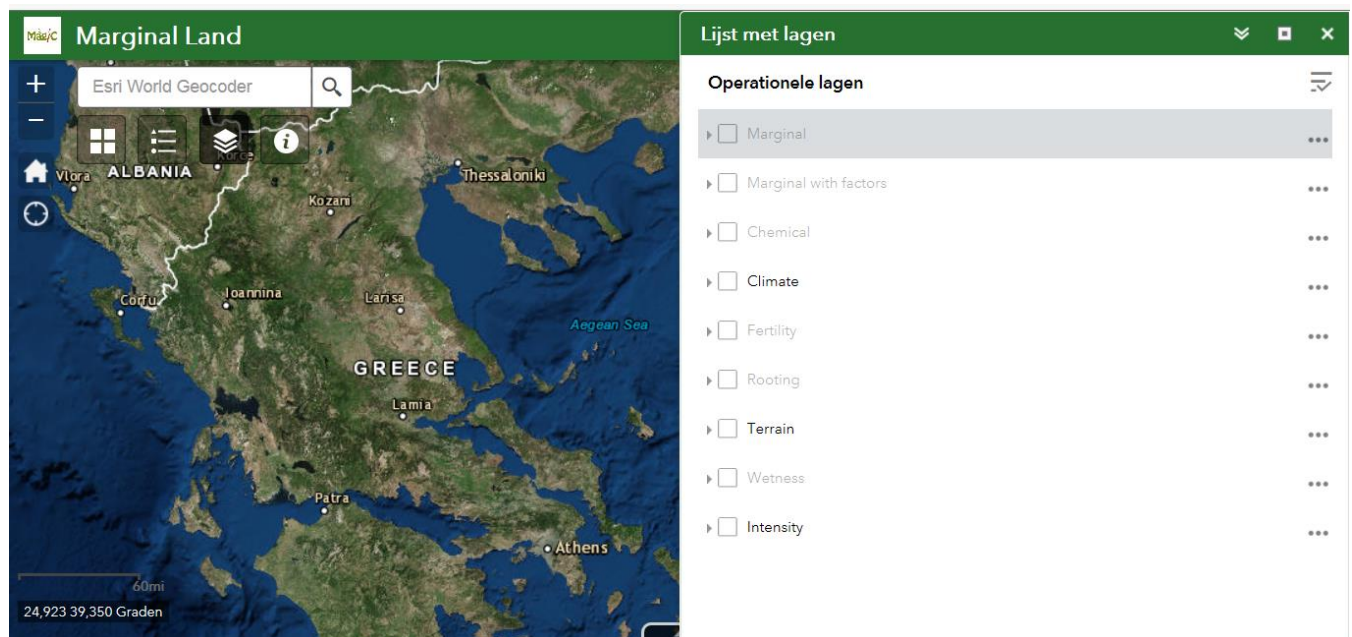 Màg/C
Marginal Land
Esri World Geocoder
Korce
Vlora
ALBANIA
Thessaloniki
Kozani
Corfu
Ioannina
Larisa
Aegean Sea
GREECE
Lamia
Patra
Athens
60mi
24,923 39,350 Graden
Lijst met lagen
Operationele lagen
Marginal
Marginal with factors
Chemical
Climate
Fertility
Rooting
Terrain
Wetness
Intensity